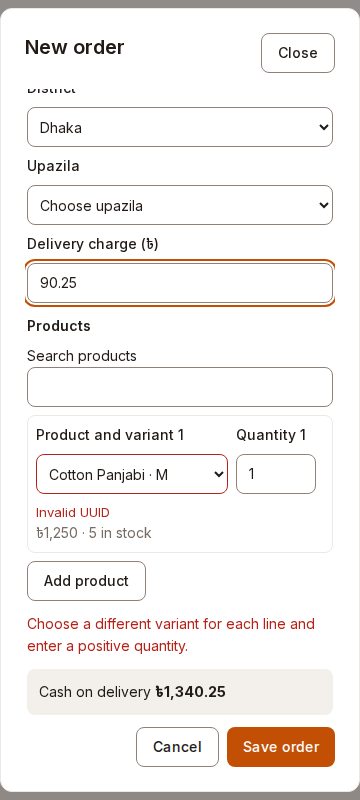 New order
Close
District
Dhaka
Upazila
Choose upazila
Delivery charge (৳)
90.25
Products
Search products
Product and variant 1
Quantity 1
Cotton Panjabi · M
1
Invalid UUID
৳1,250 · 5 in stock
Add product
Choose a different variant for each line and
enter a positive quantity.
Cash on delivery ৳1,340.25
Cancel
Save order